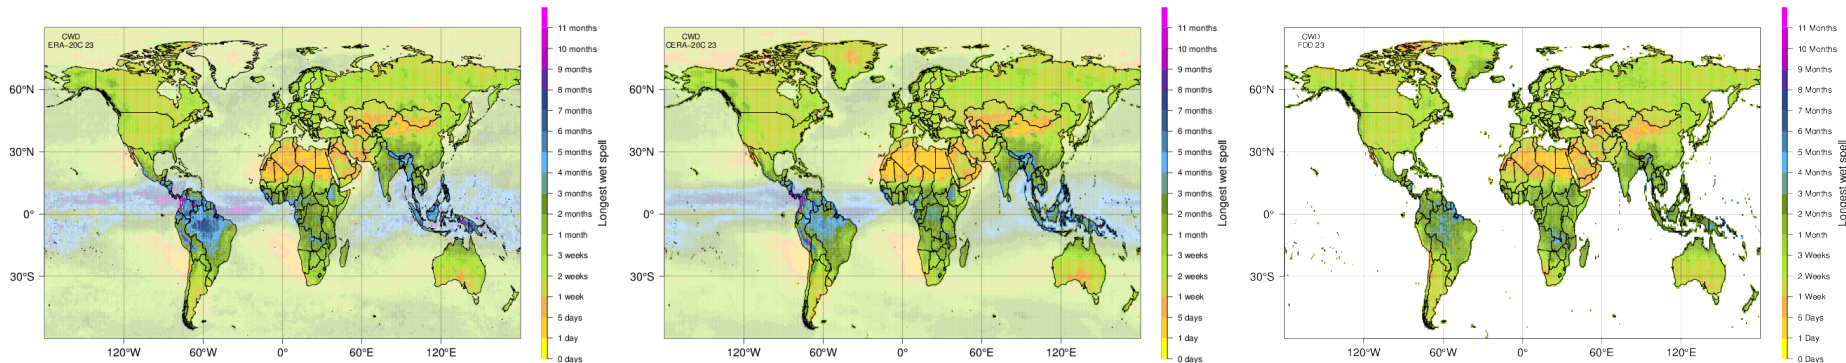 CWD
ERA−20C 23
60°N
30°N
0°
30°S
120°W
60°W
0°
60°E
120°E
11 months
10 months
9 months
8 months
7 months
6 months
5 months
4 months
3 months
2 months
1 month
3 weeks
2 weeks
1 week
5 days
1 day
0 days
Longest wet spell
CWD
CERA−20C 23
60°N
30°N
0°
30°S
120°W
60°W
0°
60°E
120°E
11 months
10 months
9 months
8 months
7 months
6 months
5 months
4 months
3 months
2 months
1 month
3 weeks
2 weeks
1 week
5 days
1 day
0 days
Longest wet spell
CWD
FDD 23
60°N
30°N
0°
30°S
120°W
60°W
0°
60°E
120°E
11 Months
10 Months
9 Months
8 Months
7 Months
6 Months
5 Months
4 Months
3 Months
2 Months
1 Month
3 Weeks
2 Weeks
1 Week
5 Days
1 Day
0 Days
Longest wet spell